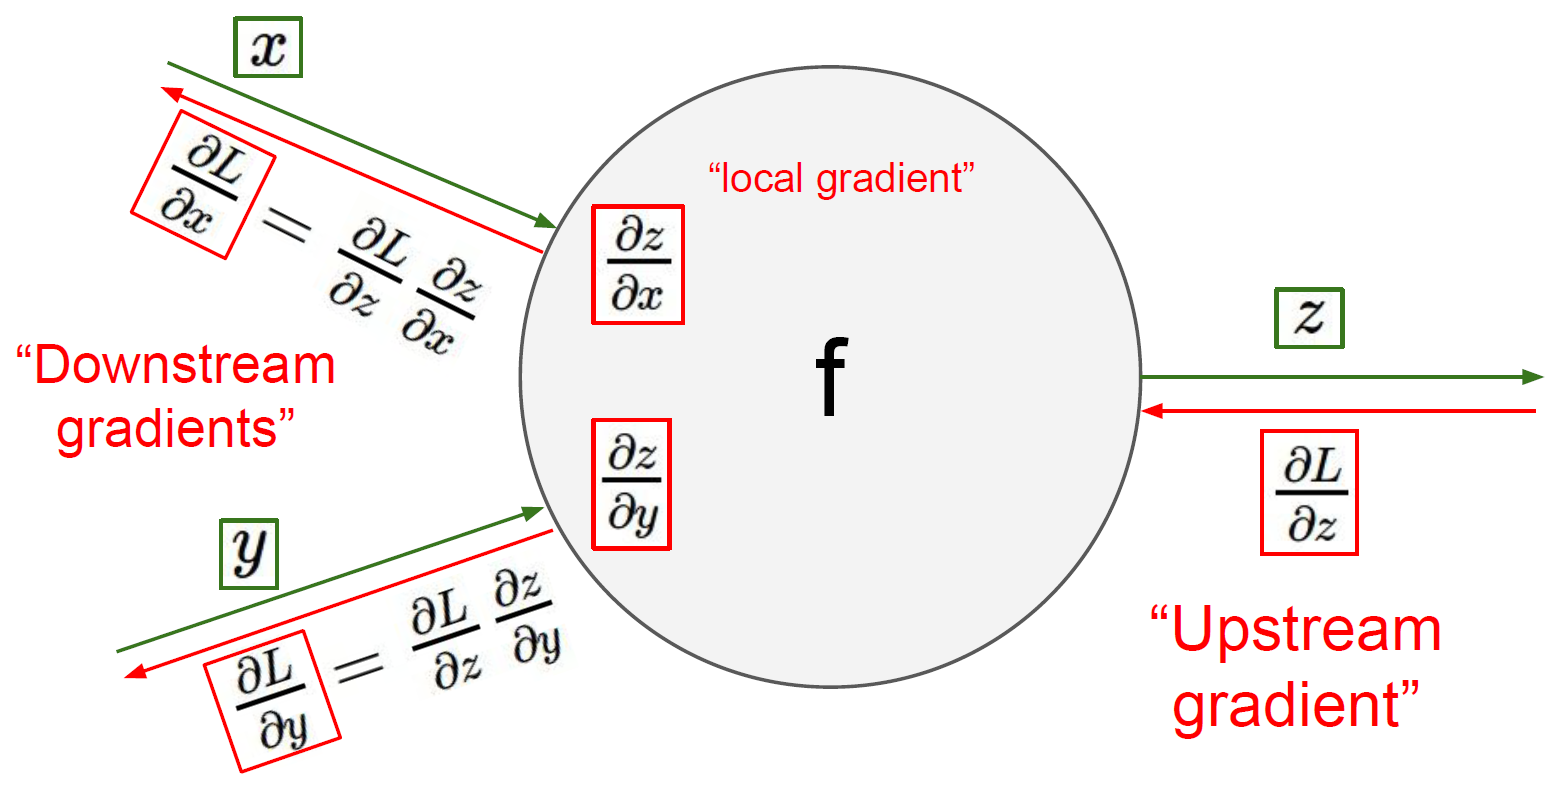 x
∂L/∂x = ∂L/∂z ∂z/∂x
“local gradient”
∂z/∂x
“Downstream
gradients”
f
z
∂z/∂y
∂L/∂z
y
∂L/∂y = ∂L/∂z ∂z/∂y
“Upstream
gradient”